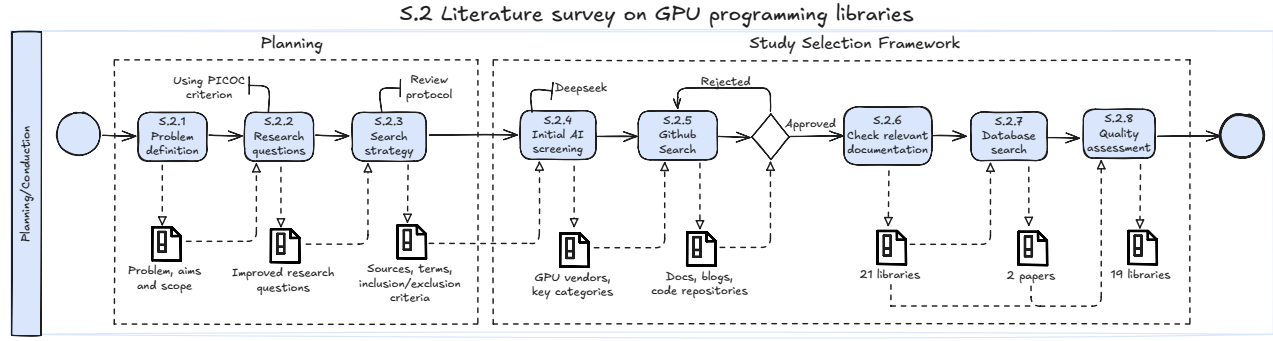 S.2 Literature survey on GPU programming libraries
Planning/Conduction
Planning
Study Selection Framework
Using PICOC
criterion
Review
protocol
Deepseek
Rejected
Approved
S.2.1
Problem
definition
S.2.2
Research
questions
S.2.3
Search
strategy
S.2.4
Initial AI
screening
S.2.5
Github
Search
S.2.6
Check relevant
documentation
S.2.7
Database
search
S.2.8
Quality
assessment
Problem, aims
and scope
Improved research
questions
Sources, terms,
inclusion/exclusion
criteria
GPU vendors,
key categories
Docs, blogs,
code repositories
21 libraries
2 papers
19 libraries